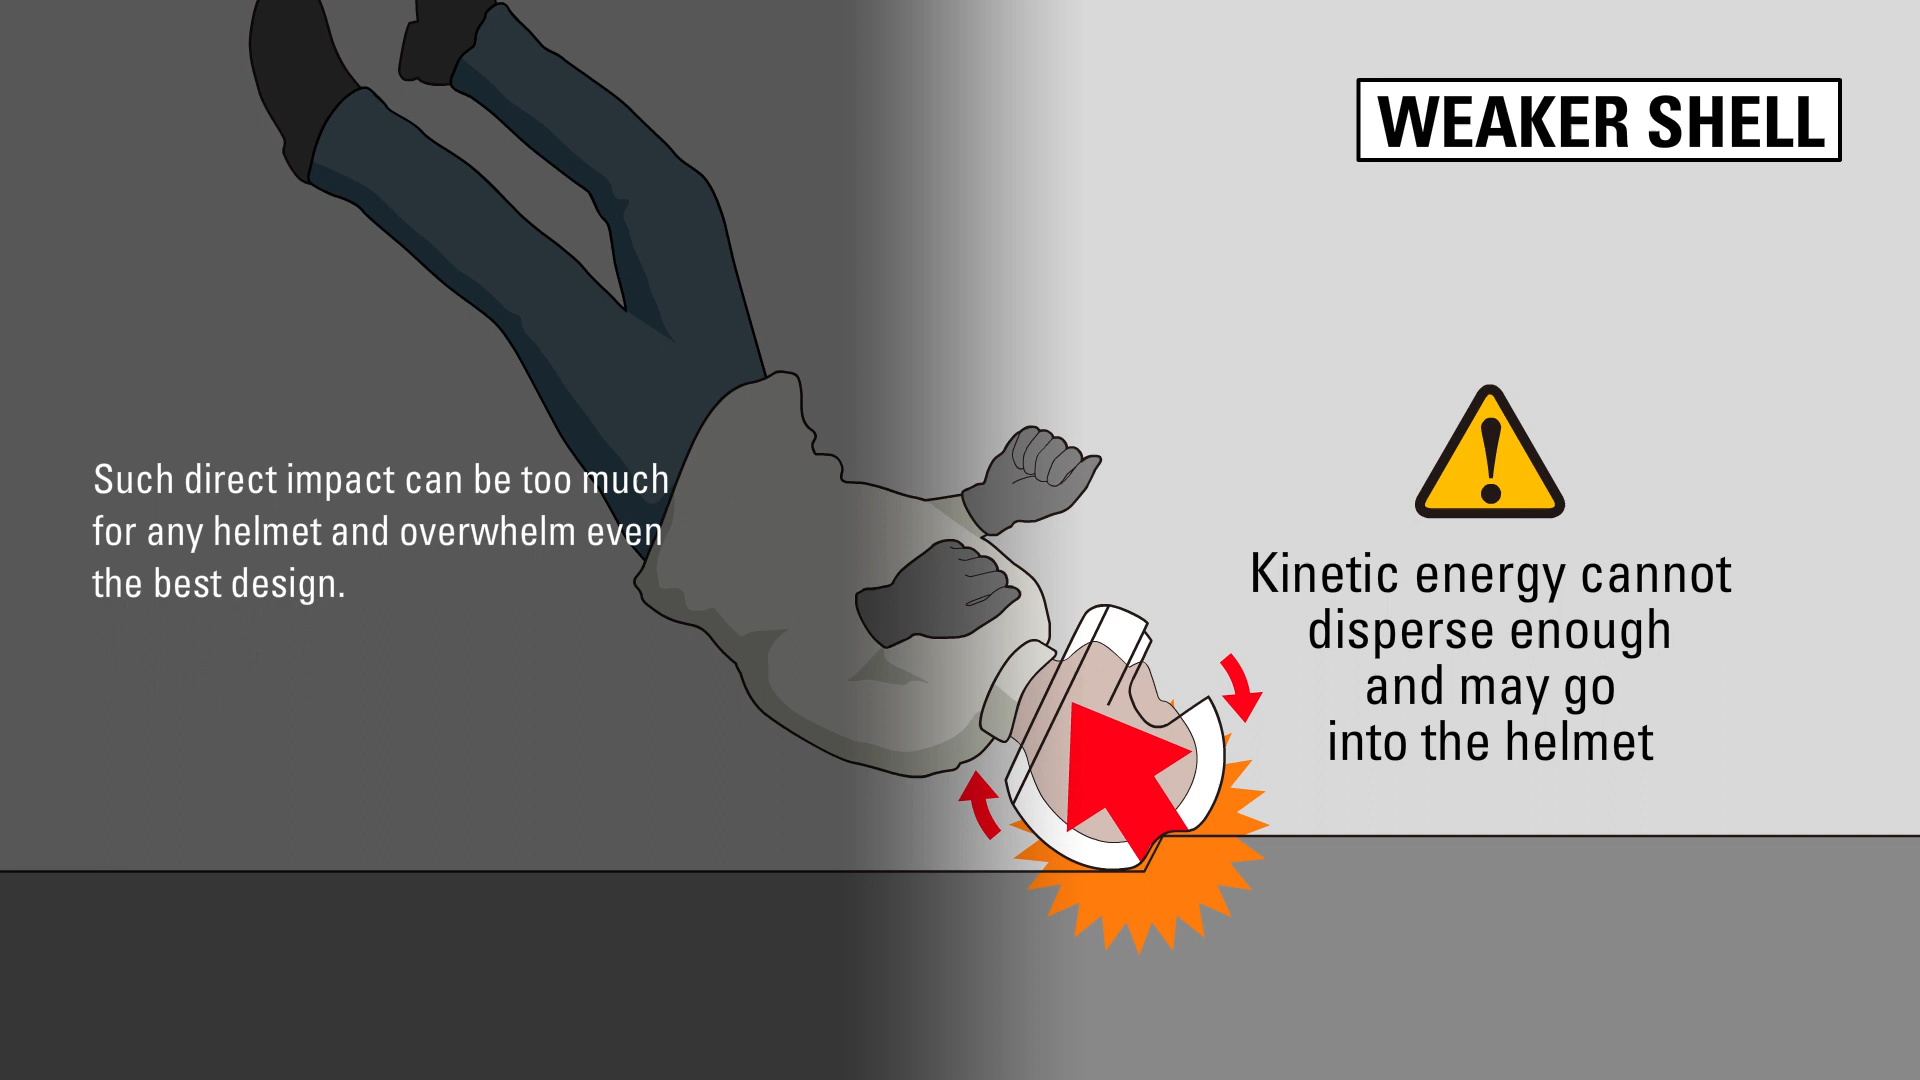 WEAKER SHELL
Such direct impact can be too much
for any helmet and overwhelm even
the best design.
Kinetic energy cannot
disperse enough
and may go
into the helmet